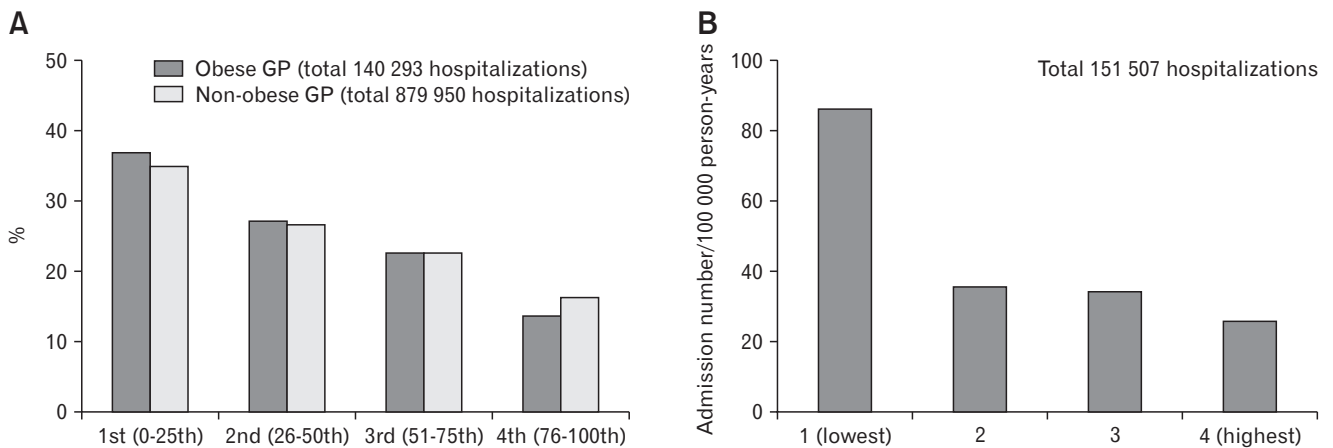 A
50
40
30
20
10
0
%
Obese GP (total 140 293 hospitalizations)
Non-obese GP (total 879 950 hospitalizations)
1st (0-25th) 2nd (26-50th) 3rd (51-75th) 4th (76-100th)
B
Admission number/100 000 person-years
100
80
60
40
20
0
Total 151 507 hospitalizations
1 (lowest) 2 3 4 (highest)